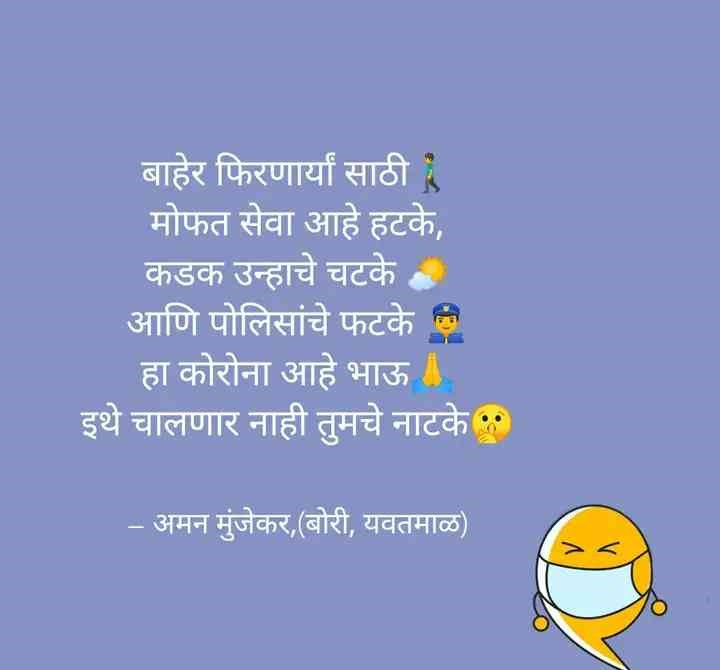 बाहेर फिरणार्यां साठी🚶‍♂️
मोफत सेवा आहे हटके,
कडक उन्हाचे चटके 🌤️
आणि पोलिसांचे फटके 👮‍♂️
हा कोरोना आहे भाऊ🙏
इथे चालणार नाही तुमचे नाटके🤫
– अमन मुंजेकर,(बोरी, यवतमाळ)